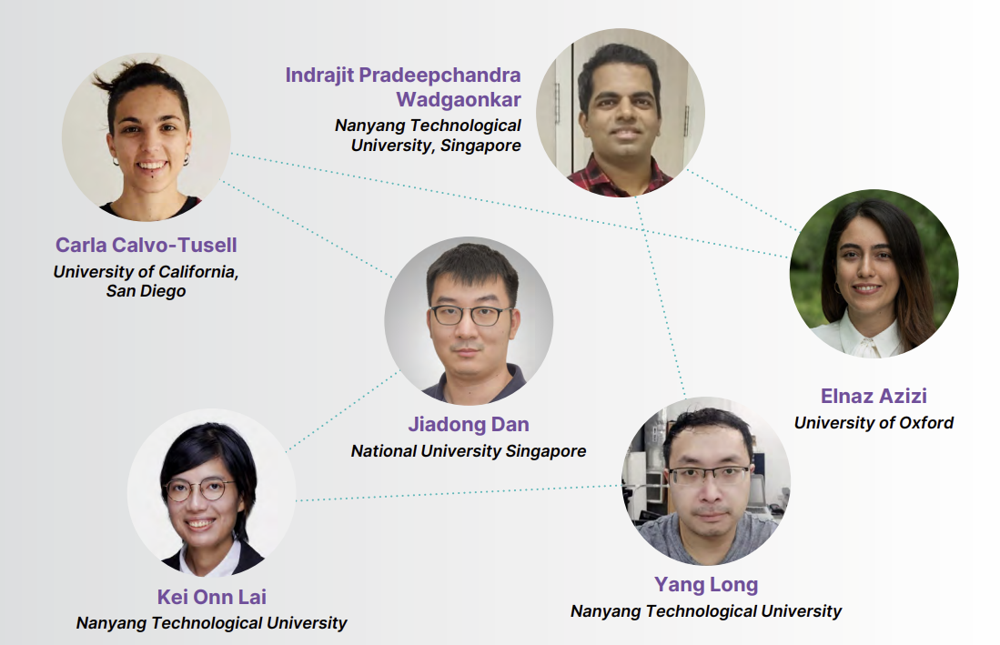 Indrajit Pradeepchandra
Wadgaonkar
Nanyang Technological
University, Singapore
Carla Calvo-Tusell
University of California,
San Diego
Elnaz Azizi
University of Oxford
Jiadong Dan
National University Singapore
Kei Onn Lai
Nanyang Technological University
Yang Long
Nanyang Technological University